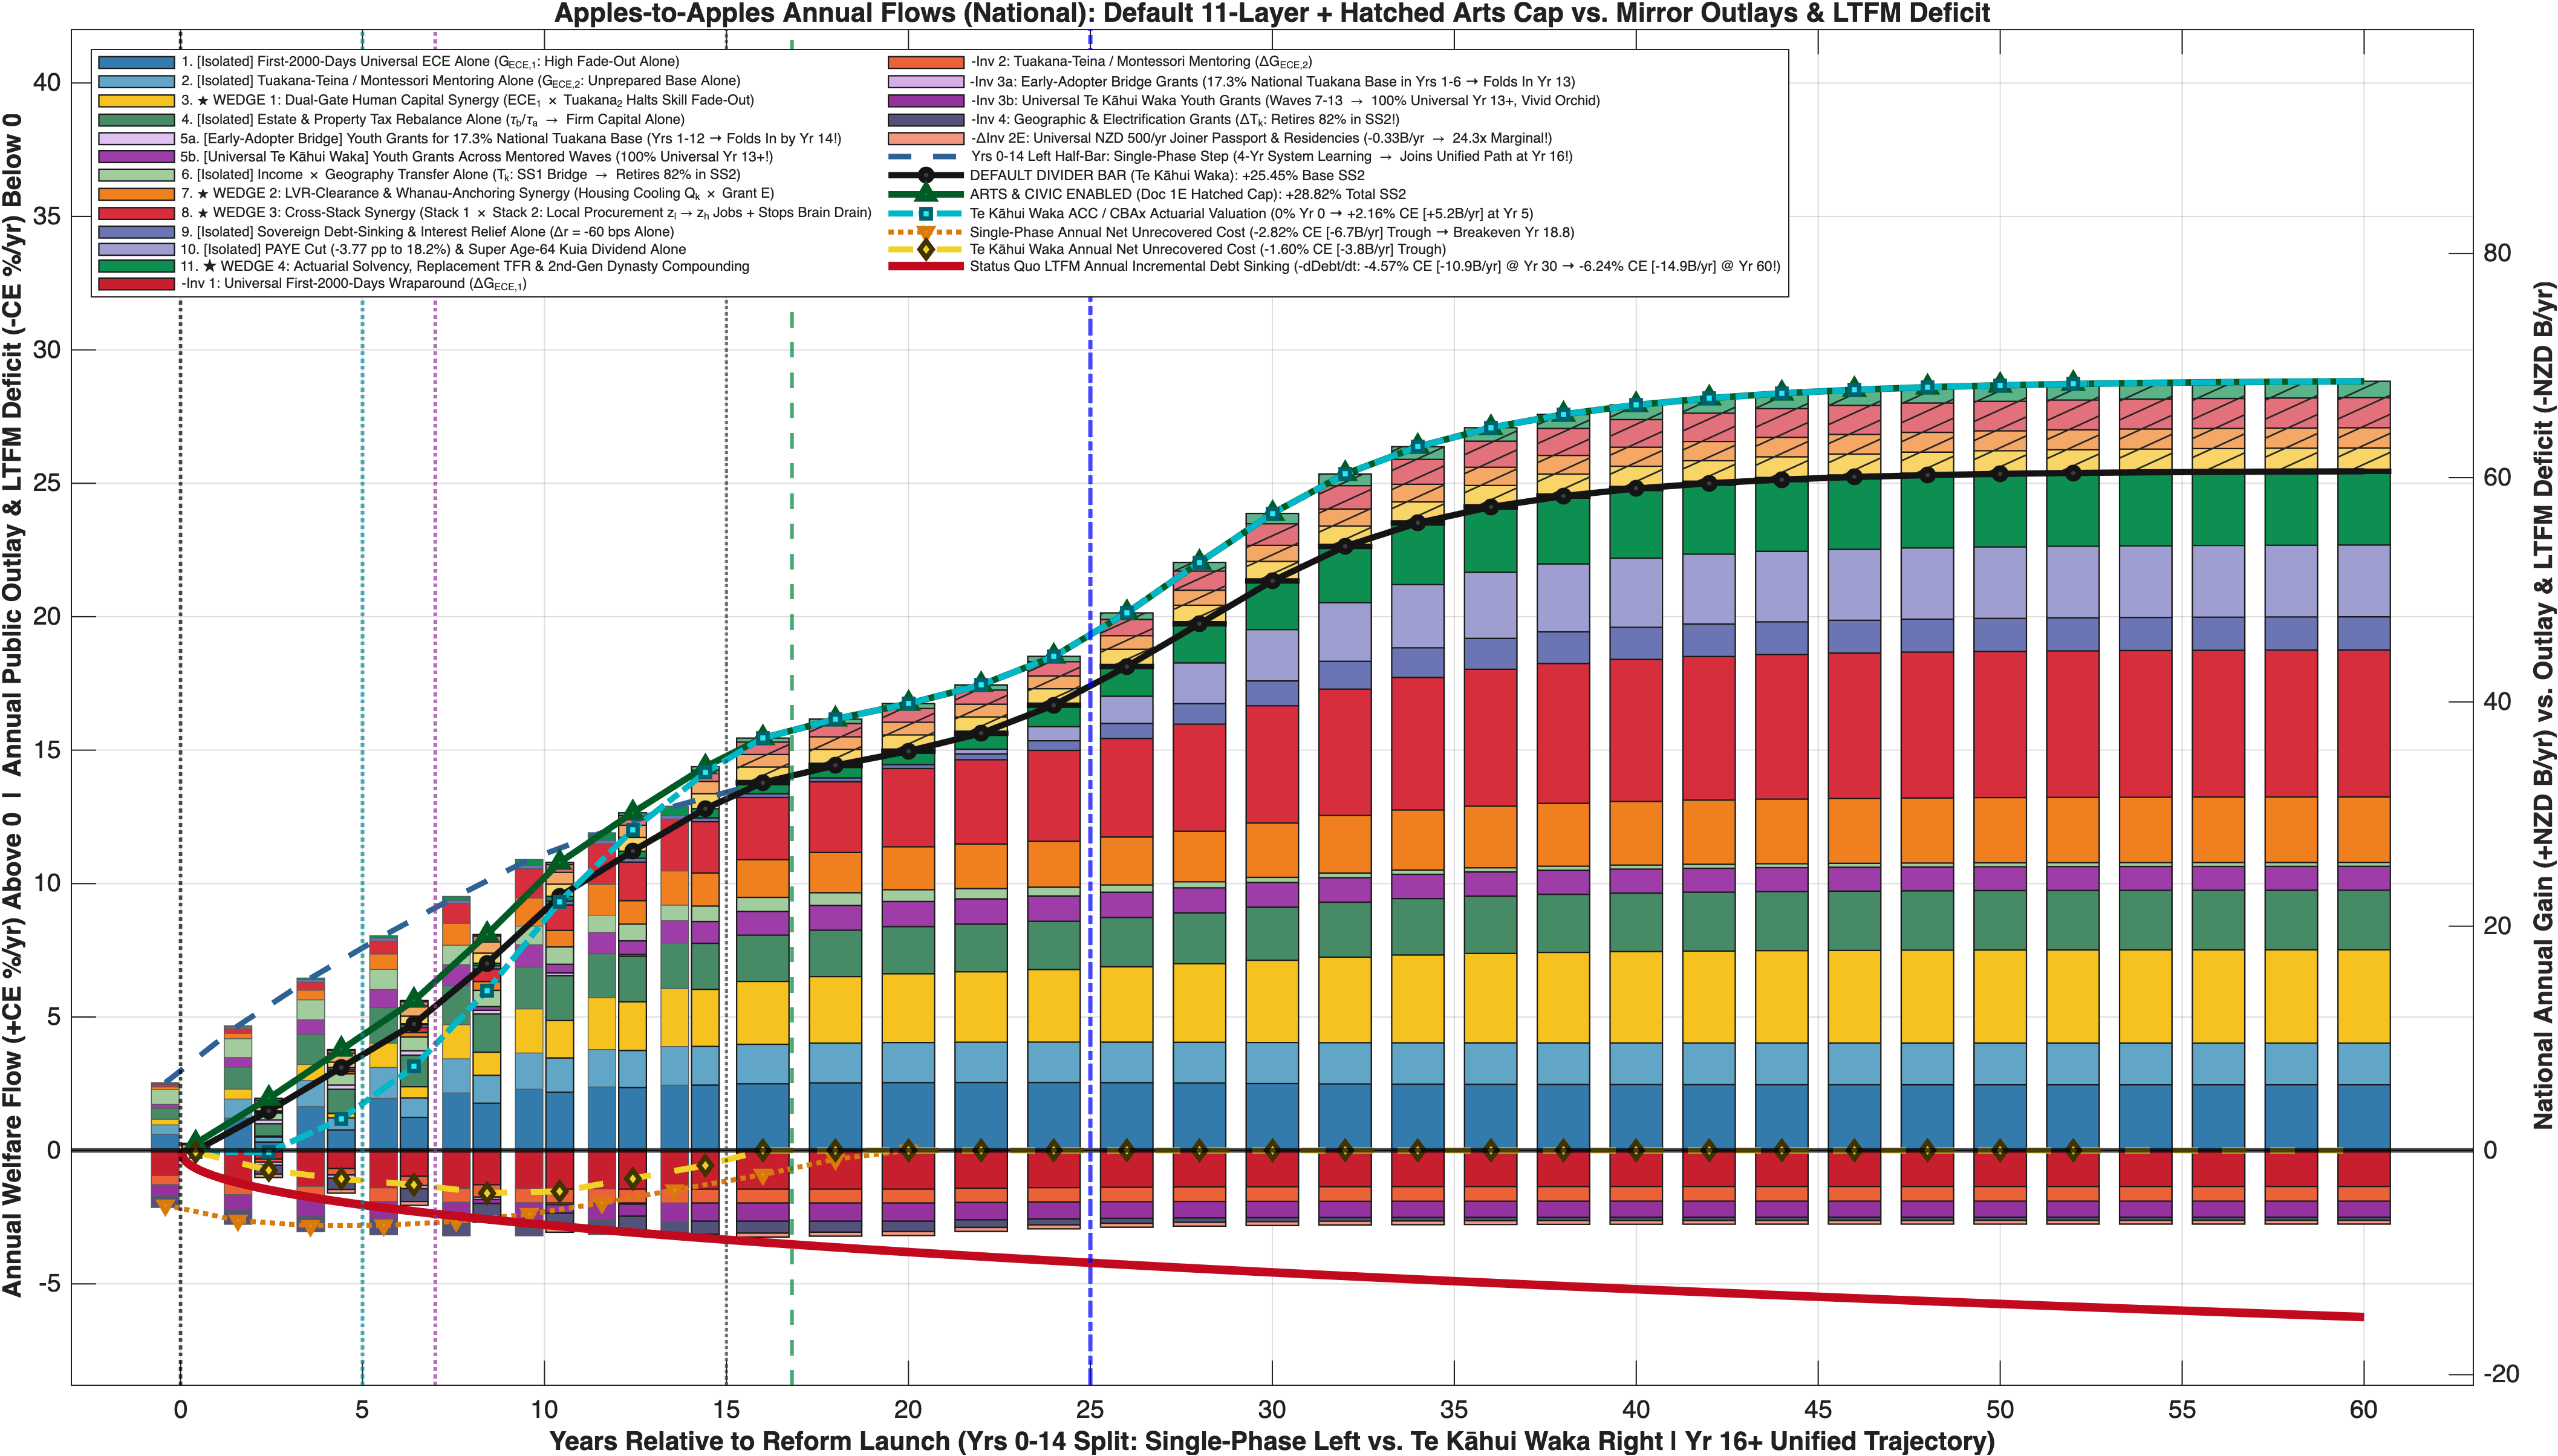 Apples-to-Apples Annual Flows (National): Default 11-Layer + Hatched Arts Cap vs. Mirror Outlays & LTFM Deficit
1. [Isolated] First-2000-Days Universal ECE Alone (G_ECE,1: High Fade-Out Alone)
2. [Isolated] Tuakana-Teina / Montessori Mentoring Alone (G_ECE,2: Unprepared Base Alone)
3. ★ WEDGE 1: Dual-Gate Human Capital Synergy (ECE₁ × Tuakana₂ Halts Skill Fade-Out)
4. [Isolated] Estate & Property Tax Rebalance Alone (τ_b/τ_a → Firm Capital Alone)
5a. [Early-Adopter Bridge] Youth Grants for 17.3% National Tuakana Base (Yrs 1-12 → Folds In by Yr 14!)
5b. [Universal Te Kāhui Waka] Youth Grants Across Mentored Waves (100% Universal Yr 13+!)
6. [Isolated] Income × Geography Transfer Alone (T_k: SS1 Bridge → Retires 82% in SS2)
7. ★ WEDGE 2: LVR-Clearance & Whanau-Anchoring Synergy (Housing Cooling Q_k × Grant E)
8. ★ WEDGE 3: Cross-Stack Synergy (Stack 1 × Stack 2: Local Procurement z_l → z_h Jobs + Stops Brain Drain)
9. [Isolated] Sovereign Debt-Sinking & Interest Relief Alone (Δr = -60 bps Alone)
10. [Isolated] PAYE Cut (-3.77 pp to 18.2%) & Super Age-64 Kuia Dividend Alone
11. ★ WEDGE 4: Actuarial Solvency, Replacement TFR & 2nd-Gen Dynasty Compounding
-Inv 1: Universal First-2000-Days Wraparound (ΔG_ECE,1)
-Inv 2: Tuakana-Teina / Montessori Mentoring (ΔG_ECE,2)
-Inv 3a: Early-Adopter Bridge Grants (17.3% National Tuakana Base in Yrs 1-6 → Folds In Yr 13)
-Inv 3b: Universal Te Kāhui Waka Youth Grants (Waves 7-13 → 100% Universal Yr 13+, Vivid Orchid)
-Inv 4: Geographic & Electrification Grants (ΔT_k: Retires 82% in SS2!)
-ΔInv 2E: Universal NZD 500/yr Joiner Passport & Residencies (-0.33B/yr → 24.3x Marginal!)
Yrs 0-14 Left Half-Bar: Single-Phase Step (4-Yr System Learning → Joins Unified Path at Yr 16!)
DEFAULT DIVIDER BAR (Te Kāhui Waka): +25.45% Base SS2
ARTS & CIVIC ENABLED (Doc 1E Hatched Cap): +28.82% Total SS2
Te Kāhui Waka ACC / CBAx Actuarial Valuation (0% Yr 0 → +2.16% CE [+5.2B/yr] at Yr 5)
Single-Phase Annual Net Unrecovered Cost (-2.82% CE [-6.7B/yr] Trough → Breakeven Yr 18.8)
Te Kāhui Waka Annual Net Unrecovered Cost (-1.60% CE [-3.8B/yr] Trough)
Status Quo LTFM Annual Incremental Debt Sinking (-dDebt/dt: -4.57% CE [-10.9B/yr] @ Yr 30 → -6.24% CE [-14.9B/yr] @ Yr 60!)
Annual Welfare Flow (+CE %/yr) Above 0 | Annual Public Outlay & LTFM Deficit (-CE %/yr) Below 0
40
35
30
25
20
15
10
5
0
-5
National Annual Gain (+NZD B/yr) vs. Outlay & LTFM Deficit (-NZD B/yr)
80
60
40
20
0
-20
0 5 10 15 20 25 30 35 40 45 50 55 60
Years Relative to Reform Launch (Yrs 0-14 Split: Single-Phase Left vs. Te Kāhui Waka Right | Yr 16+ Unified Trajectory)